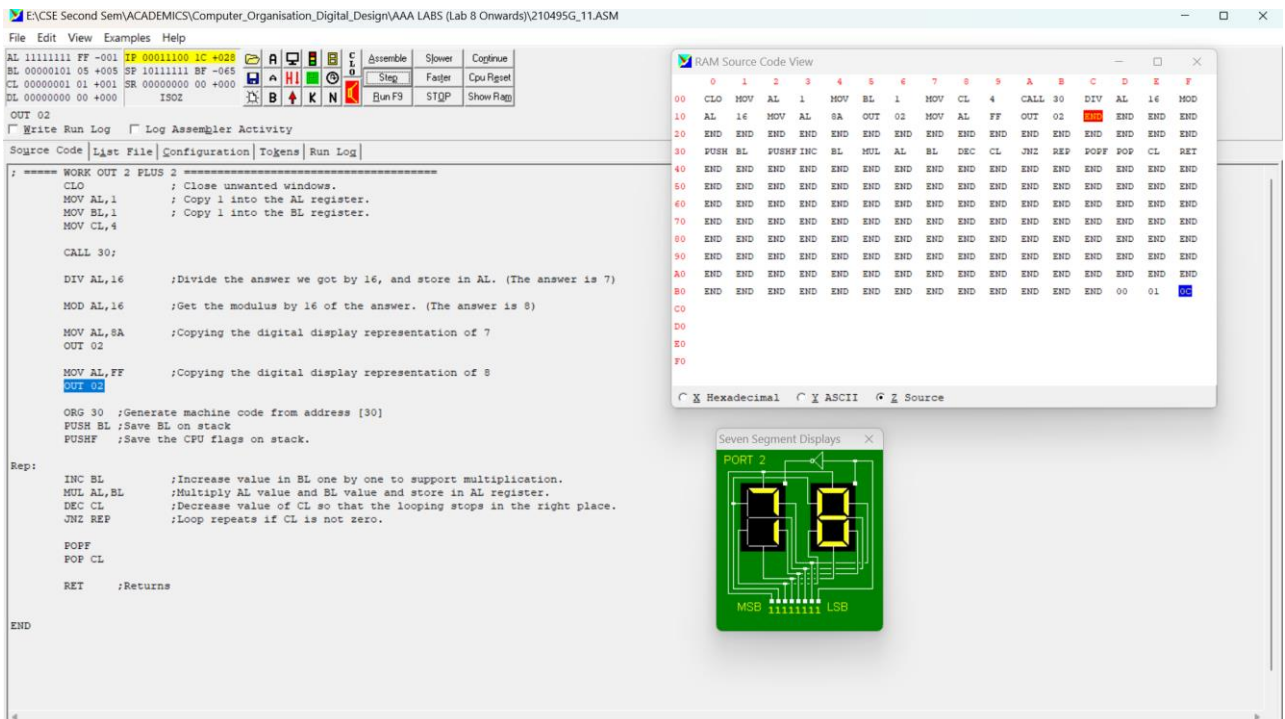 E:\CSE Second Sem\ACADEMICS\Computer_Organisation_Digital_Design\AAA LABS (Lab 8 Onwards)\210495G_11.ASM
File Edit View Examples Help
AL 11111111 FF -001 IP 00011100 1C +028
BL 00000101 05 +005 SP 10111111 BF -065
CL 00000001 01 +001 SR 00000000 00 +000
DL 00000000 00 +000 ISOZ
CLO
Assemble Slower Continue
Step Faster Cpu Reset
Run F9 STOP Show Ram
OUT 02
Write Run Log Log Assembler Activity
Source Code List File Configuration Tokens Run Log
; ===== WORK OUT 2 PLUS 2 =====================================
CLO ; Close unwanted windows.
MOV AL,1 ; Copy 1 into the AL register.
MOV BL,1 ; Copy 1 into the BL register.
MOV CL,4
CALL 30;
DIV AL,16 ;Divide the answer we got by 16, and store in AL. (The answer is 7)
MOD AL,16 ;Get the modulus by 16 of the answer. (The answer is 8)
MOV AL,8A ;Copying the digital display representation of 7
OUT 02
MOV AL,FF ;Copying the digital display representation of 8
OUT 02
ORG 30 ;Generate machine code from address [30]
PUSH BL ;Save BL on stack
PUSHF ;Save the CPU flags on stack.
Rep:
INC BL ;Increase value in BL one by one to support multiplication.
MUL AL,BL ;Multiply AL value and BL value and store in AL register.
DEC CL ;Decrease value of CL so that the looping stops in the right place.
JNZ REP ;Loop repeats if CL is not zero.
POPF
POP CL
RET ;Returns
END
RAM Source Code View
0 1 2 3 4 5 6 7 8 9 A B C D E F
00 CLO MOV AL 1 MOV BL 1 MOV CL 4 CALL 30 DIV AL 16 MOD
10 AL 16 MOV AL 8A OUT 02 MOV AL FF OUT 02 END END END END
20 END END END END END END END END END END END END END END END END
30 PUSH BL PUSHF INC BL MUL AL BL DEC CL JNZ REP POPF POP CL RET
40 END END END END END END END END END END END END END END END END
50 END END END END END END END END END END END END END END END END
60 END END END END END END END END END END END END END END END END
70 END END END END END END END END END END END END END END END END
80 END END END END END END END END END END END END END END END END
90 END END END END END END END END END END END END END END END END
A0 END END END END END END END END END END END END END END END END
B0 END END END END END END END END END END END END END 00 01 0C
C0
D0
E0
F0
X Hexadecimal Y ASCII Z Source
Seven Segment Displays
PORT 2
78
MSB 11111111 LSB